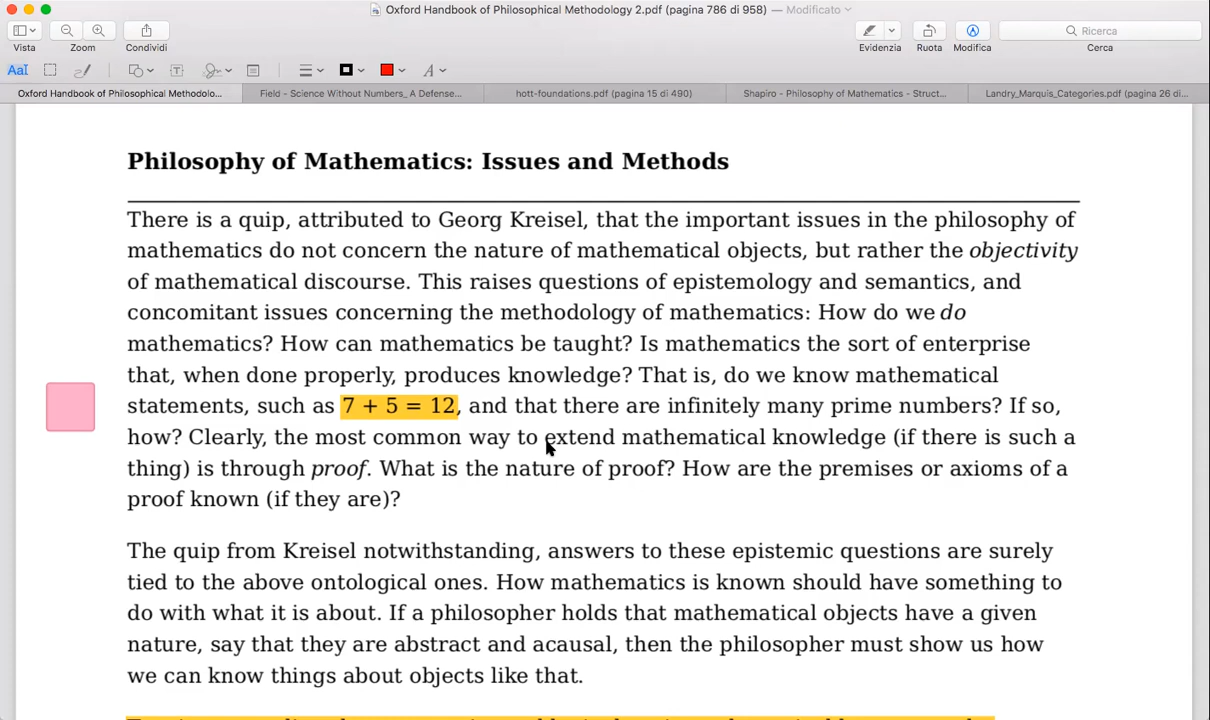 Oxford Handbook of Philosophical Methodology 2.pdf (pagina 786 di 958) — Modificato
Vista
Zoom
Condividi
Evidenzia
Ruota
Modifica
Ricerca
Cerca
AaI
T
A
Oxford Handbook of Philosophical Methodolo...
Field - Science Without Numbers_ A Defense...
hott-foundations.pdf (pagina 15 di 490)
Shapiro - Philosophy of Mathematics - Struct...
Landry_Marquis_Categories.pdf (pagina 26 di...
Philosophy of Mathematics: Issues and Methods
There is a quip, attributed to Georg Kreisel, that the important issues in the philosophy of
mathematics do not concern the nature of mathematical objects, but rather the objectivity
of mathematical discourse. This raises questions of epistemology and semantics, and
concomitant issues concerning the methodology of mathematics: How do we do
mathematics? How can mathematics be taught? Is mathematics the sort of enterprise
that, when done properly, produces knowledge? That is, do we know mathematical
statements, such as 7 + 5 = 12, and that there are infinitely many prime numbers? If so,
how? Clearly, the most common way to extend mathematical knowledge (if there is such a
thing) is through proof. What is the nature of proof? How are the premises or axioms of a
proof known (if they are)?
The quip from Kreisel notwithstanding, answers to these epistemic questions are surely
tied to the above ontological ones. How mathematics is known should have something to
do with what it is about. If a philosopher holds that mathematical objects have a given
nature, say that they are abstract and acausal, then the philosopher must show us how
we can know things about objects like that.